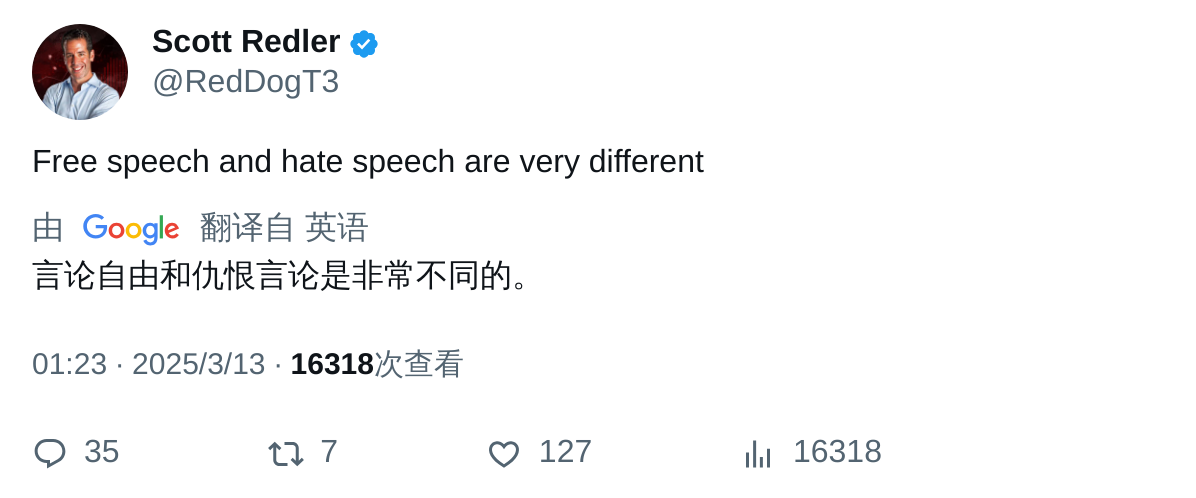 Scott Redler
@RedDogT3
Free speech and hate speech are very different
由 Google 翻译自 英语
言论自由和仇恨言论是非常不同的。
01:23 · 2025/3/13 · 16318次查看
35 7 127 16318